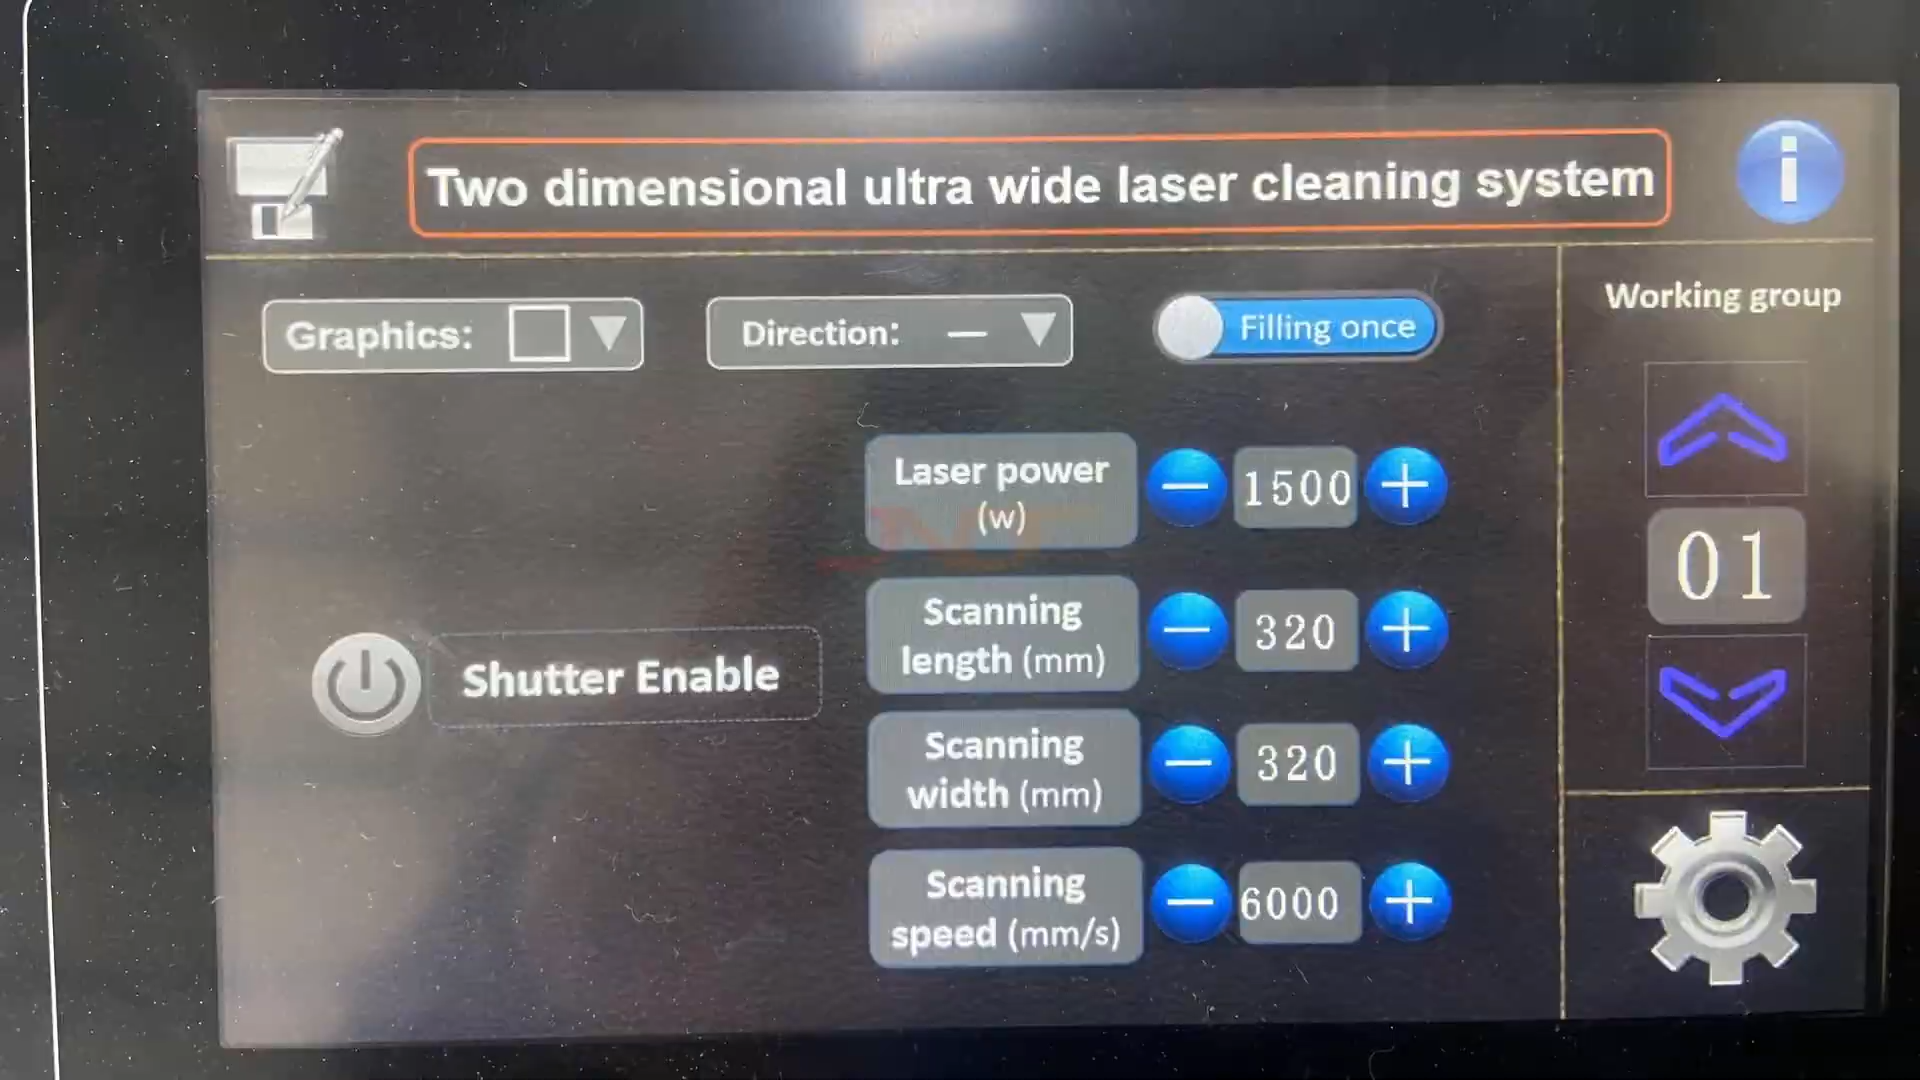 Two dimensional ultra wide laser cleaning system
Graphics:
Direction:
Filling once
Working group
Laser power
(w)
1500
01
Scanning
length (mm)
320
Shutter Enable
Scanning
width (mm)
320
Scanning
speed (mm/s)
6000